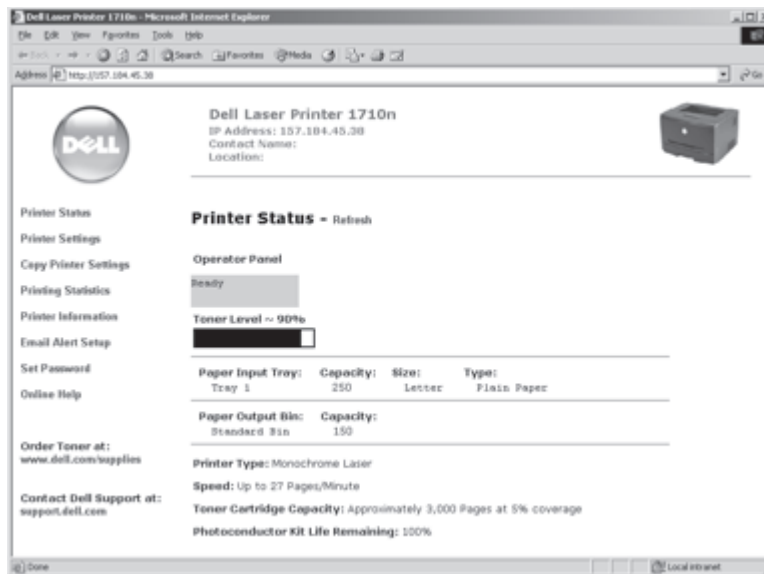 Dell Laser Printer 1710n - Microsoft Internet Explorer
File Edit View Favorites Tools Help
Back Search Favorites Media
Address http://157.184.45.38 Go
DELL
Dell Laser Printer 1710n
IP Address: 157.184.45.38
Contact Name:
Location:
Printer Status
Printer Settings
Copy Printer Settings
Printing Statistics
Printer Information
Email Alert Setup
Set Password
Online Help
Order Toner at:
www.dell.com/supplies
Contact Dell Support at:
support.dell.com
Printer Status - Refresh
Operator Panel
Ready
Toner Level ~ 90%
Paper Input Tray: Capacity: Size: Type:
Tray 1 250 Letter Plain Paper
Paper Output Bin: Capacity:
Standard Bin 150
Printer Type: Monochrome Laser
Speed: Up to 27 Pages/Minute
Toner Cartridge Capacity: Approximately 3,000 Pages at 5% coverage
Photoconductor Kit Life Remaining: 100%
Done Local intranet